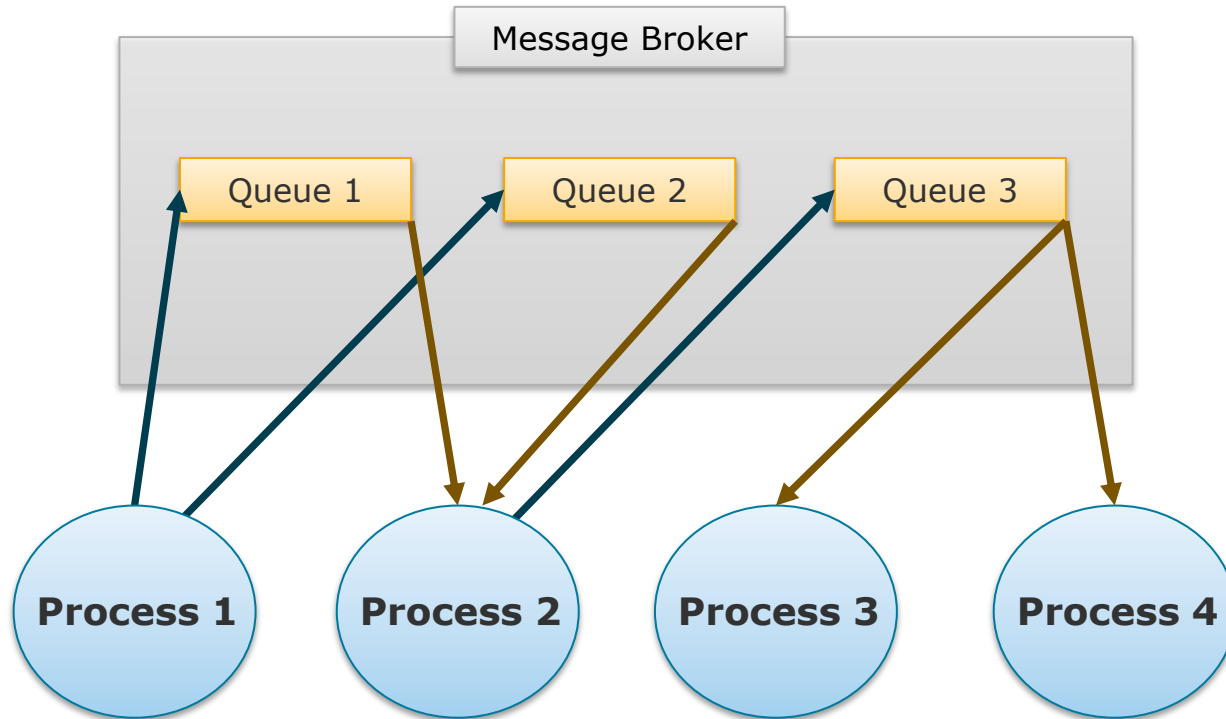 Message Broker
Queue 1
Queue 2
Queue 3
Process 1
Process 2
Process 3
Process 4